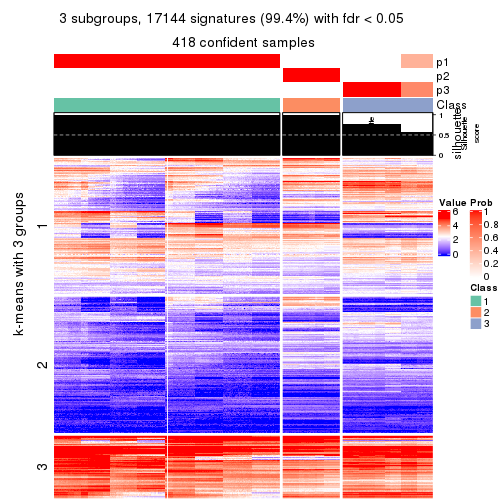 3 subgroups, 17144 signatures (99.4%) with fdr < 0.05
418 confident samples
p1
p2
p3
Class
1
0.5
0
silhouette
Silhouette
score
k-means with 3 groups
1
2
3
Value
6
4
2
0
Prob
1
0.8
0.6
0.4
0.2
0
Class
1
2
3